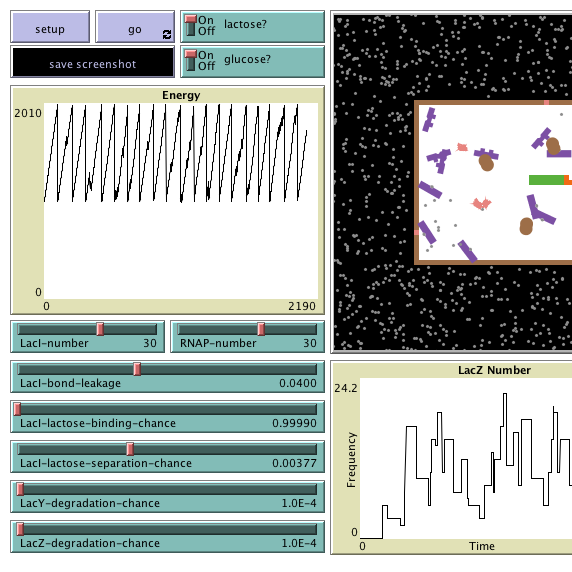 setup
go
On
Off
lactose?
save screenshot
On
Off
glucose?
Energy
2010
0
0
2190
LacI-number
30
RNAP-number
30
LacI-bond-leakage
0.0400
LacI-lactose-binding-chance
0.99990
LacI-lactose-separation-chance
0.00377
LacY-degradation-chance
1.0E-4
LacZ-degradation-chance
1.0E-4
LacZ Number
24.2
Frequency
0
0
Time